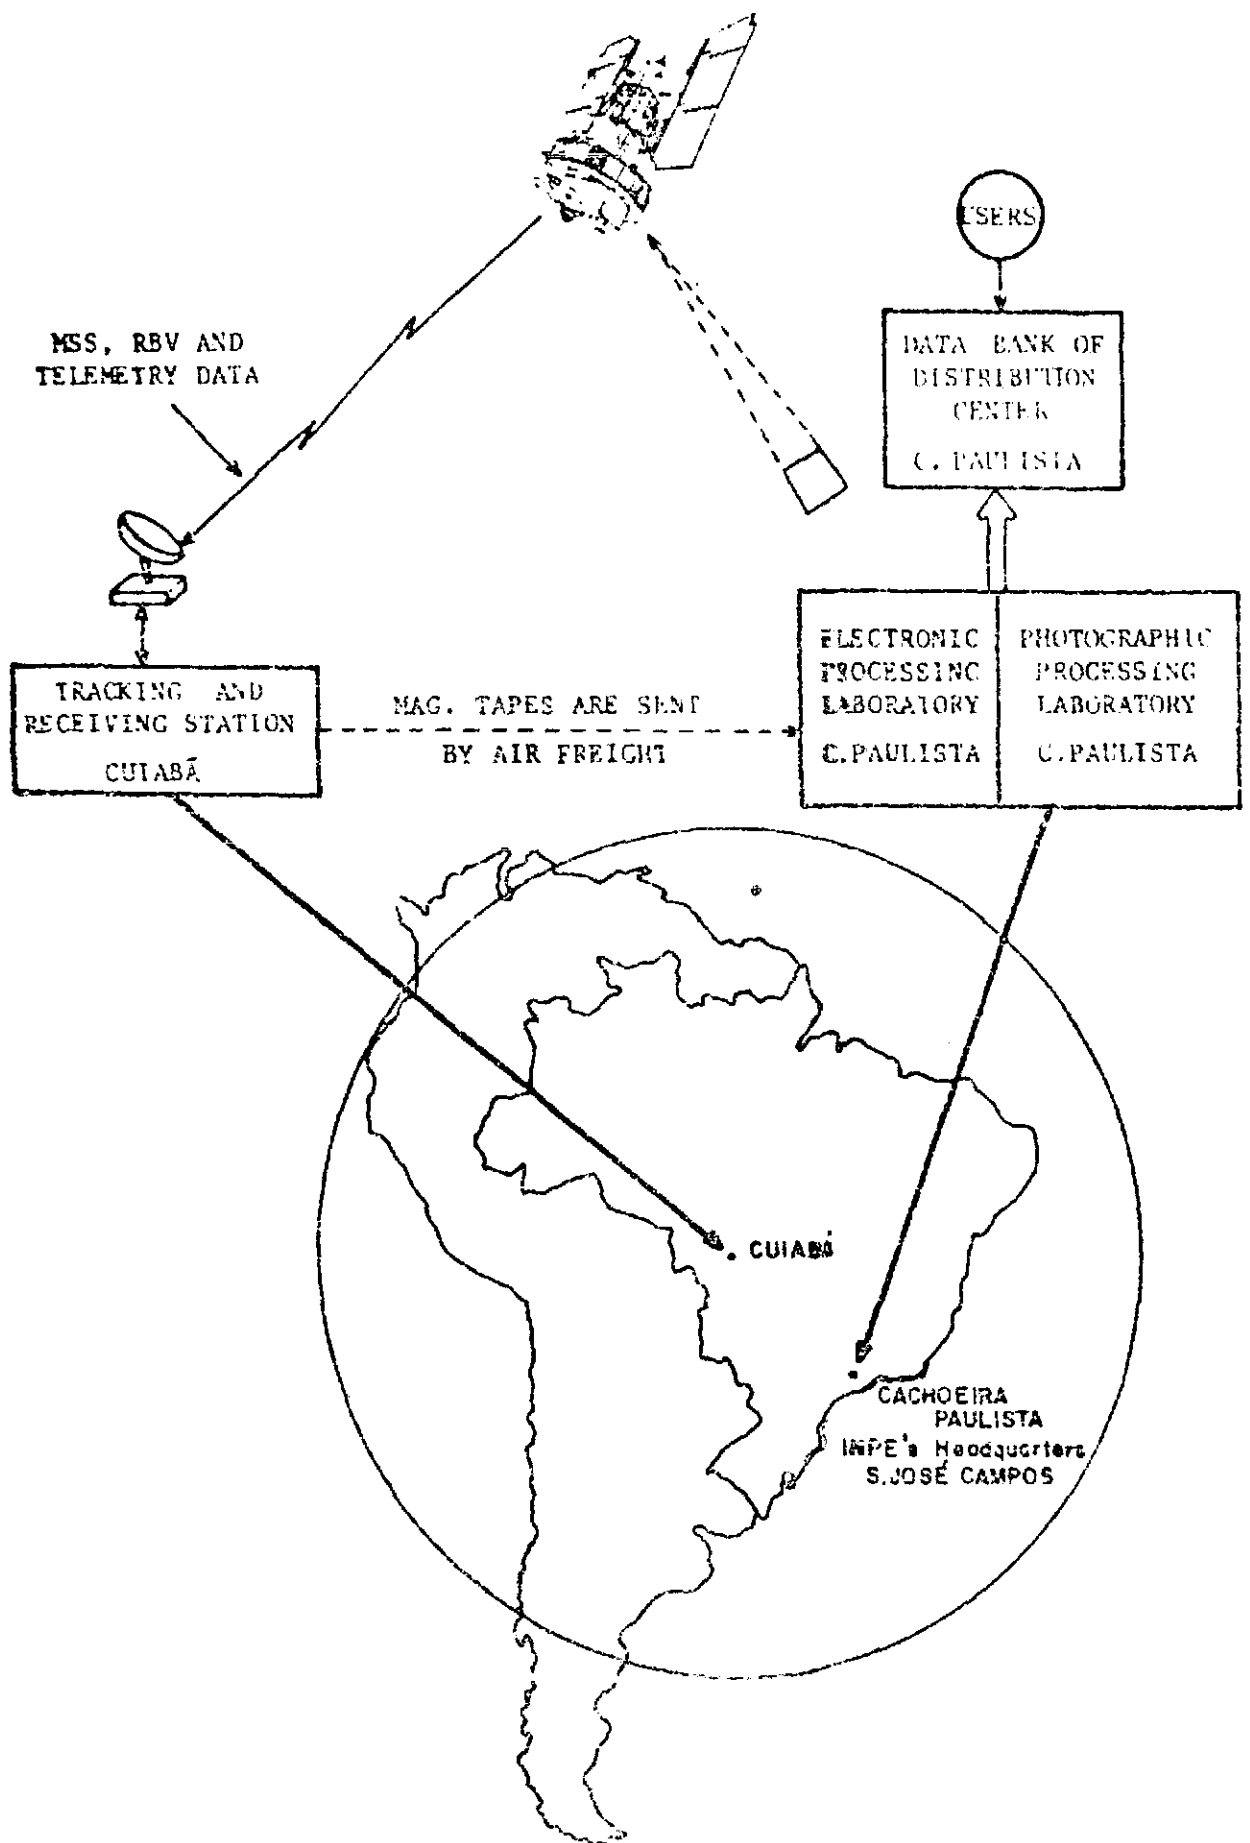 USERS
MSS, RBV AND
TELEMETRY DATA
DATA BANK OF
DISTRIBUTION
CENTER
C. PAULISTA
TRACKING AND
RECEIVING STATION
CUIABÃ
MAG. TAPES ARE SENT
BY AIR FREIGHT
ELECTRONIC
PROCESSING
LABORATORY
C.PAULISTA
PHOTOGRAPHIC
PROCESSING
LABORATORY
C.PAULISTA
CUIABÁ
CACHOEIRA
PAULISTA
INPE's Headquarters
S.JOSÉ CAMPOS